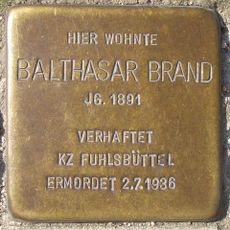 HIER WOHNTE
BALTHASAR BRAND
JG. 1891
VERHAFTET
KZ FUHLSBÜTTEL
ERMORDET 2.7.1936